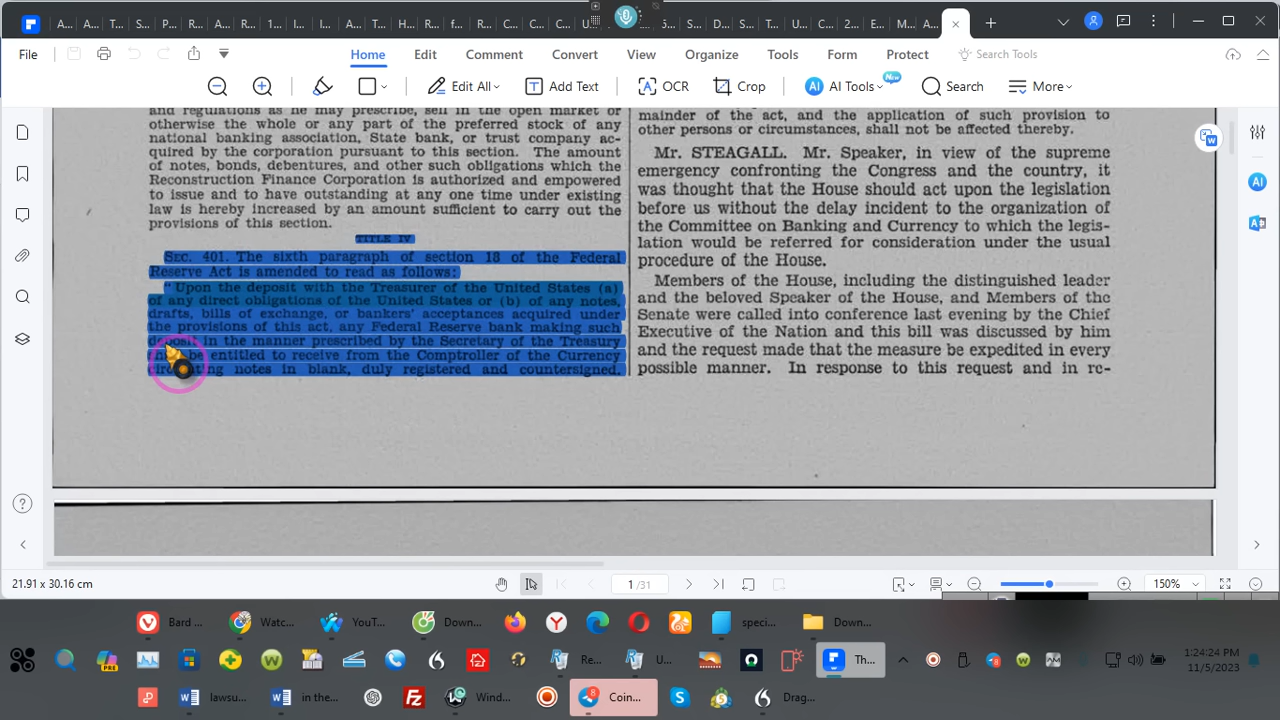 File
Home
Edit
Comment
Convert
View
Organize
Tools
Form
Protect
Search Tools
Edit All
Add Text
OCR
Crop
AI Tools
New
Search
More
and regulations as he may prescribe, sell in the open market or
otherwise the whole or any part of the preferred stock of any
national banking association, State bank, or trust company ac-
quired by the corporation pursuant to this section. The amount
of notes, bonds, debentures, and other such obligations which the
Reconstruction Finance Corporation is authorized and empowered
to issue and to have outstanding at any one time under existing
law is hereby increased by an amount sufficient to carry out the
provisions of this section.
TITLE IV
SEC. 401. The sixth paragraph of section 18 of the Federal
Reserve Act is amended to read as follows:
"Upon the deposit with the Treasurer of the United States (a)
of any direct obligations of the United States or (b) of any notes,
drafts, bills of exchange, or bankers' acceptances acquired under
the provisions of this act, any Federal Reserve bank making such
deposit in the manner prescribed by the Secretary of the Treasury
be entitled to receive from the Comptroller of the Currency
notes in blank, duly registered and countersigned.
mainder of the act, and the application of such provision to
other persons or circumstances, shall not be affected thereby.
Mr. STEAGALL. Mr. Speaker, in view of the supreme
emergency confronting the Congress and the country, it
was thought that the House should act upon the legislation
before us without the delay incident to the organization of
the Committee on Banking and Currency to which the legis-
lation would be referred for consideration under the usual
procedure of the House.
Members of the House, including the distinguished leader
and the beloved Speaker of the House, and Members of the
Senate were called into conference last evening by the Chief
Executive of the Nation and this bill was discussed by him
and the request made that the measure be expedited in every
possible manner. In response to this request and in re-
21.91 x 30.16 cm
1 /31
150%
Bard ...
Watc...
YouT...
Down...
speci...
Down...
Re...
U...
Th...
1:24:24 PM
11/5/2023
lawsu...
in the...
Wind...
Coin...
Drag...